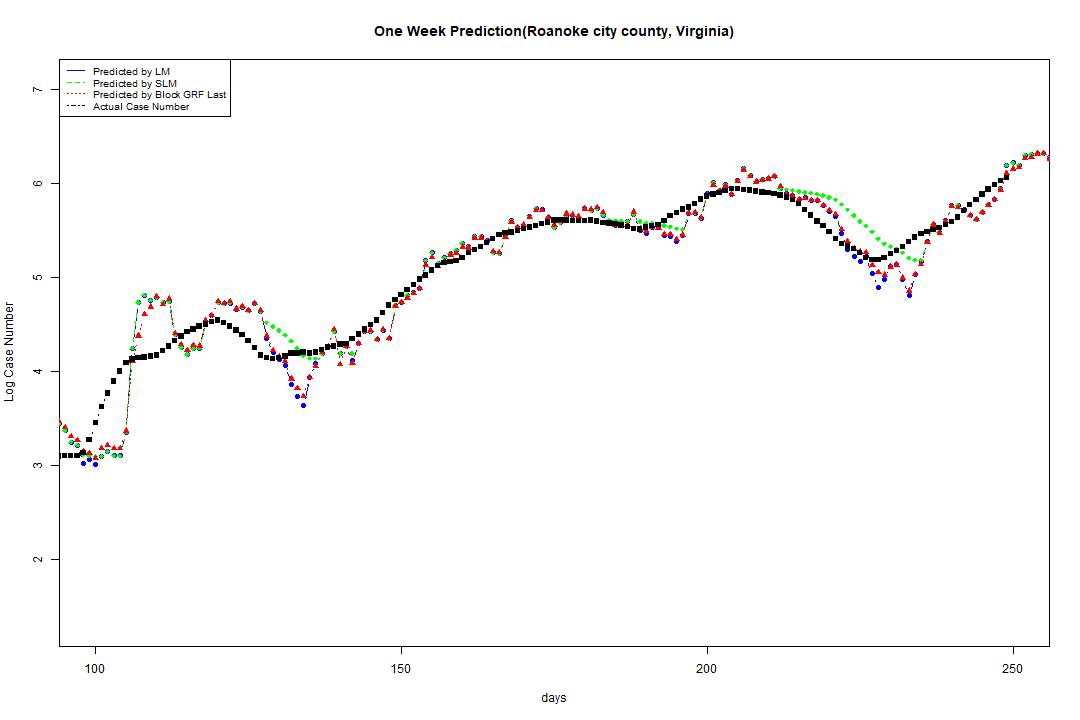 One Week Prediction(Roanoke city county, Virginia)
Predicted by LM
Predicted by SLM
Predicted by Block GRF Last
Actual Case Number
7
6
5
4
3
2
Log Case Number
100 150 200 250
days